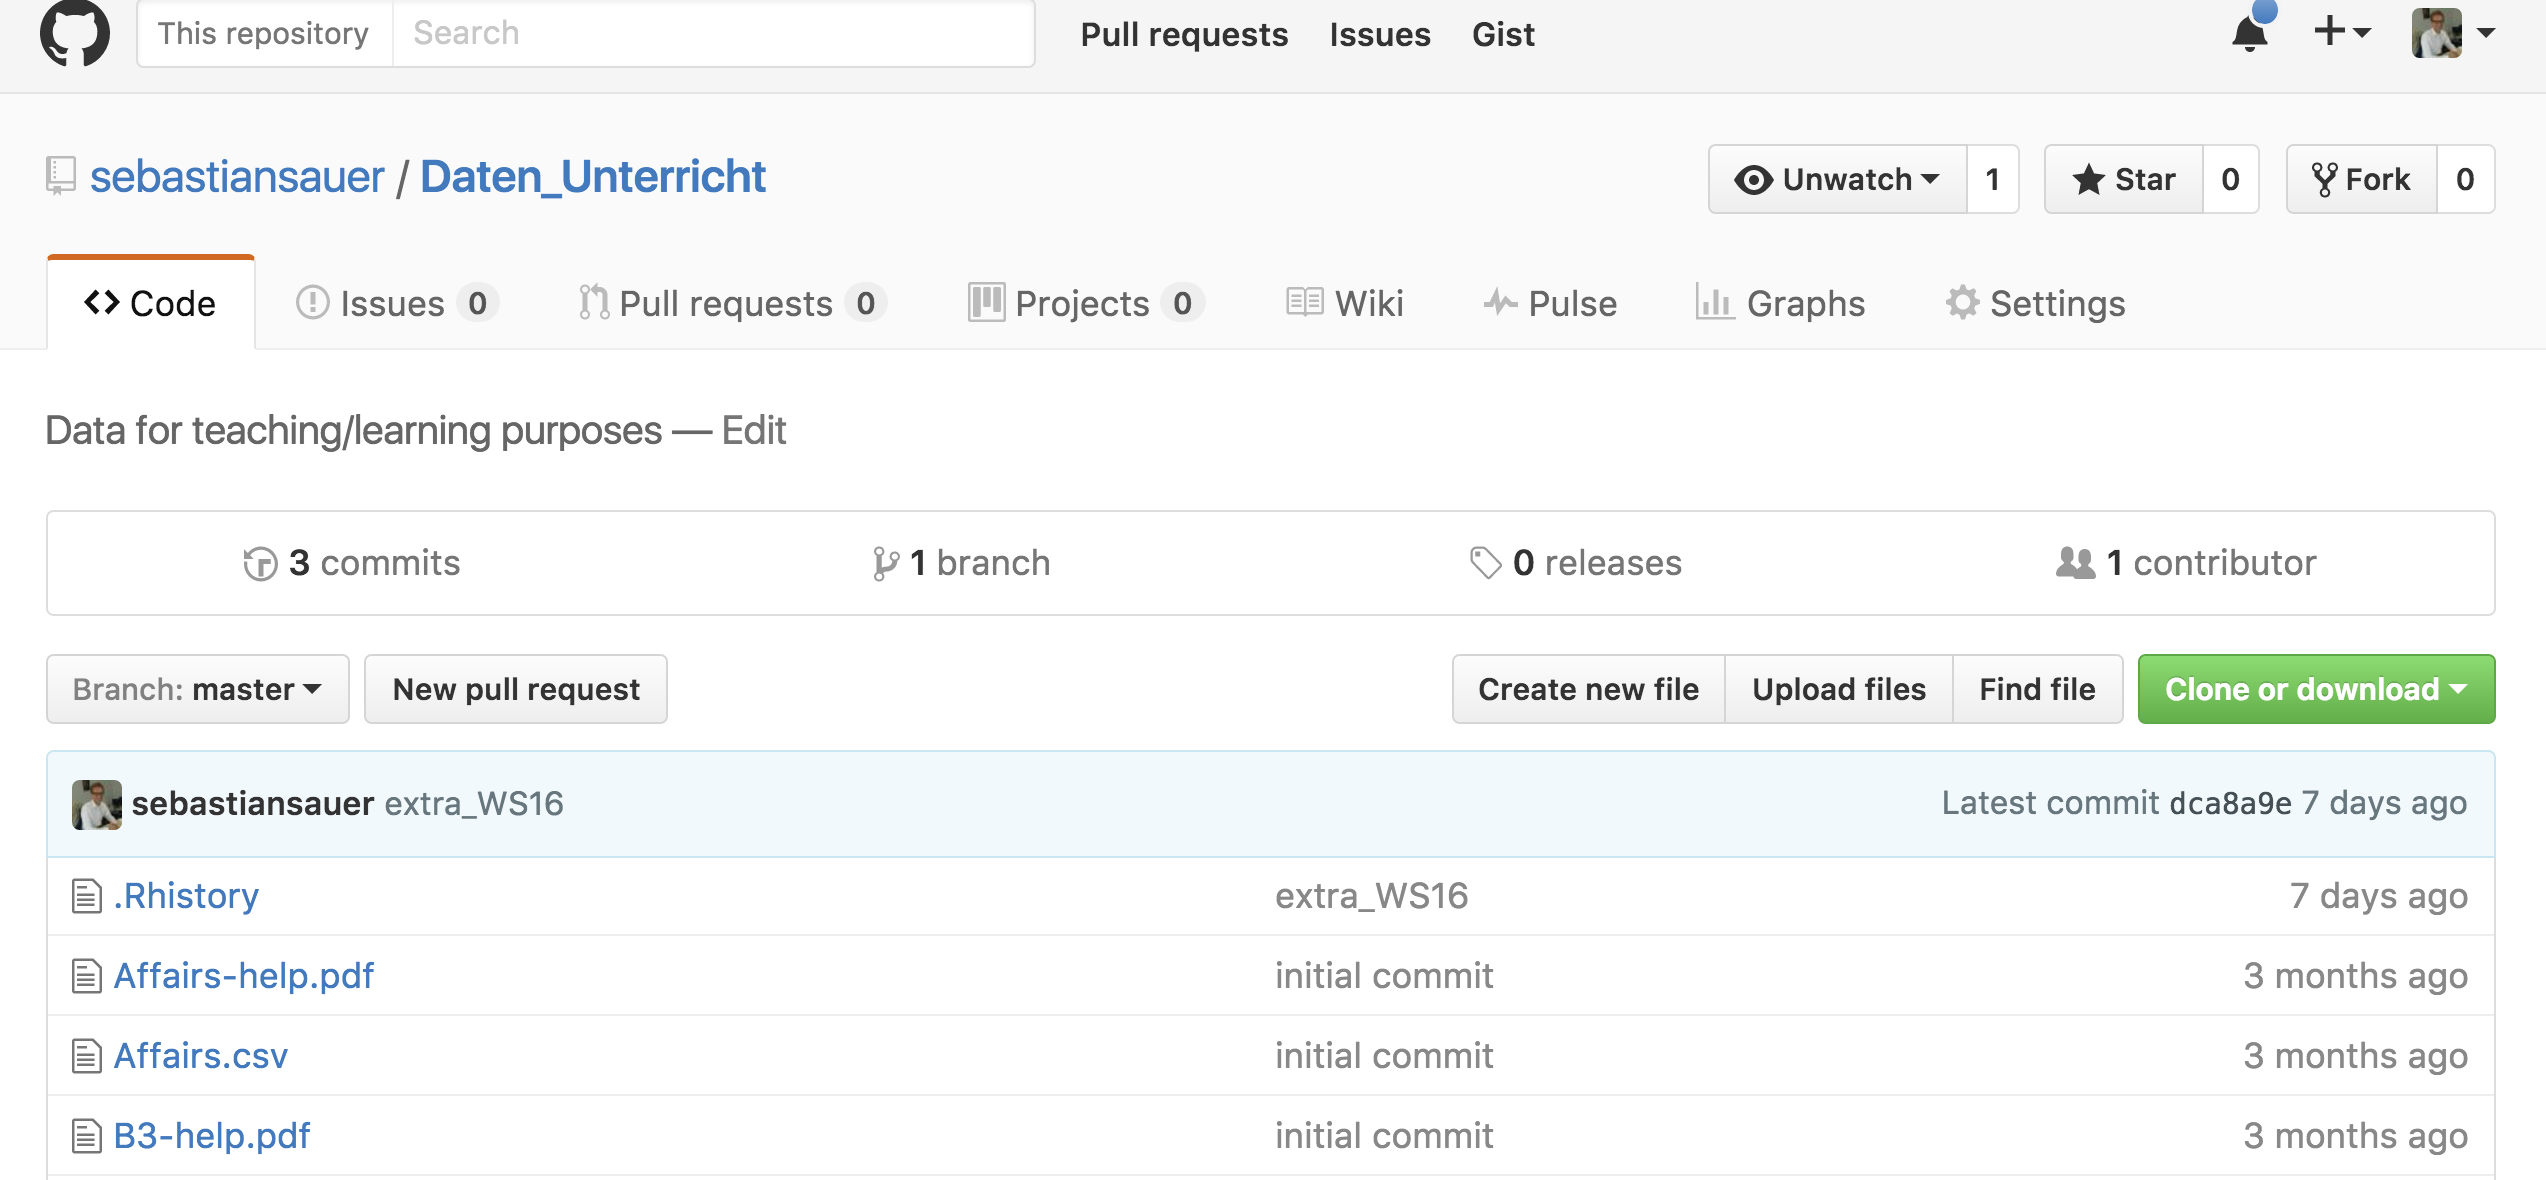 This repository Search Pull requests Issues Gist
sebastiansauer / Daten_Unterricht Unwatch 1 Star 0 Fork 0
Code Issues 0 Pull requests 0 Projects 0 Wiki Pulse Graphs Settings
Data for teaching/learning purposes — Edit
3 commits 1 branch 0 releases 1 contributor
Branch: master New pull request Create new file Upload files Find file Clone or download
sebastiansauer extra_WS16 Latest commit dca8a9e 7 days ago
.Rhistory extra_WS16 7 days ago
Affairs-help.pdf initial commit 3 months ago
Affairs.csv initial commit 3 months ago
B3-help.pdf initial commit 3 months ago